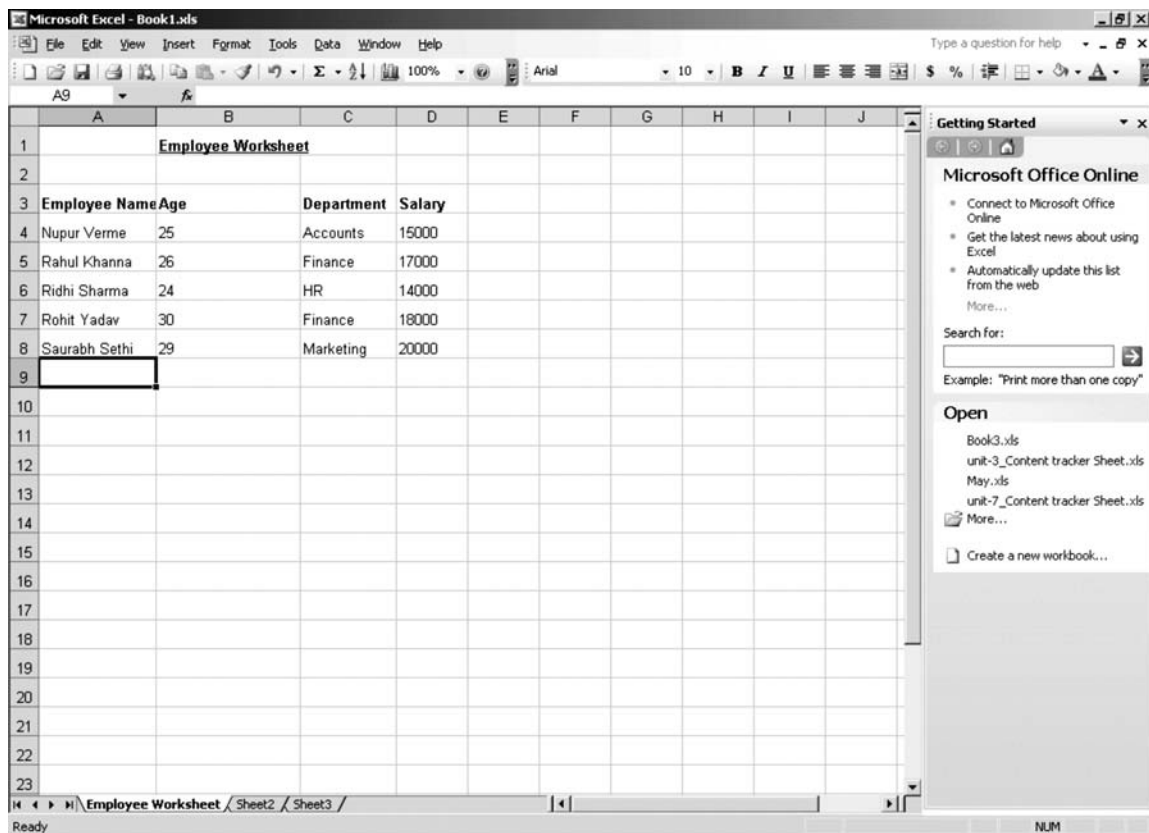 Microsoft Excel - Book1.xls
File Edit View Insert Format Tools Data Window Help
Type a question for help
100%
Arial
10
B I U
$ %
A9
fx
A B C D E F G H I J
1 Employee Worksheet
2
3 Employee Name Age Department Salary
4 Nupur Verme 25 Accounts 15000
5 Rahul Khanna 26 Finance 17000
6 Ridhi Sharma 24 HR 14000
7 Rohit Yadav 30 Finance 18000
8 Saurabh Sethi 29 Marketing 20000
9
10
11
12
13
14
15
16
17
18
19
20
21
22
23
Employee Worksheet Sheet2 Sheet3
Ready
NUM
Getting Started
Microsoft Office Online
Connect to Microsoft Office
Online
Get the latest news about using
Excel
Automatically update this list
from the web
More...
Search for:
Example: "Print more than one copy"
Open
Book3.xls
unit-3_Content tracker Sheet.xls
May.xls
unit-7_Content tracker Sheet.xls
More...
Create a new workbook...